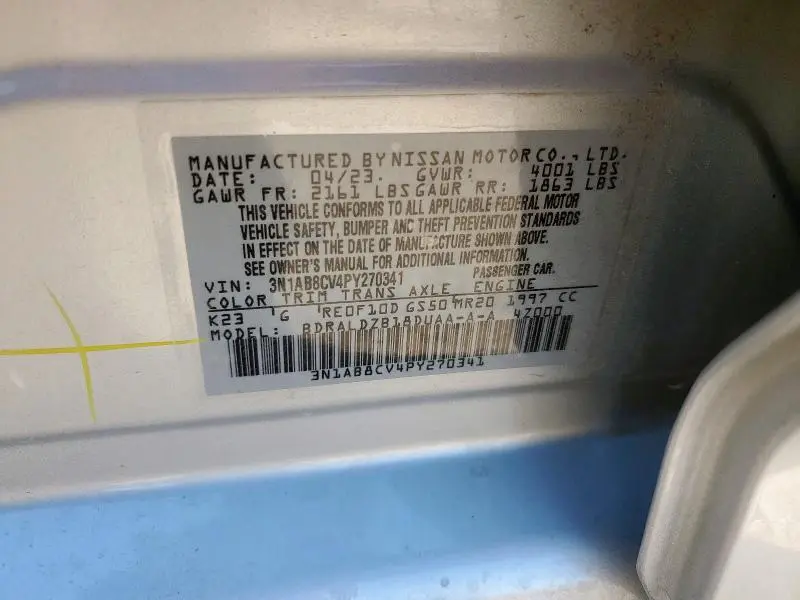 MANUFACTURED BY NISSAN MOTOR CO., LTD.
DATE: 04/23. GVWR: 4001 LBS
GAWR FR: 2161 LBS GAWR RR: 1863 LBS
THIS VEHICLE CONFORMS TO ALL APPLICABLE FEDERAL MOTOR
VEHICLE SAFETY, BUMPER AND THEFT PREVENTION STANDARDS
IN EFFECT ON THE DATE OF MANUFACTURE SHOWN ABOVE.
SEE OWNER'S MANUAL FOR ADDITIONAL INFORMATION.
VIN: 3N1AB8CV4PY270341 PASSENGER CAR.
COLOR TRIM TRANS AXLE ENGINE
K23 'G 'RE0F10D GS50 MR20 1997 CC
MODEL: BDRALDZB18DUAA-A-A 4Z000
3N1AB8CV4PY270341